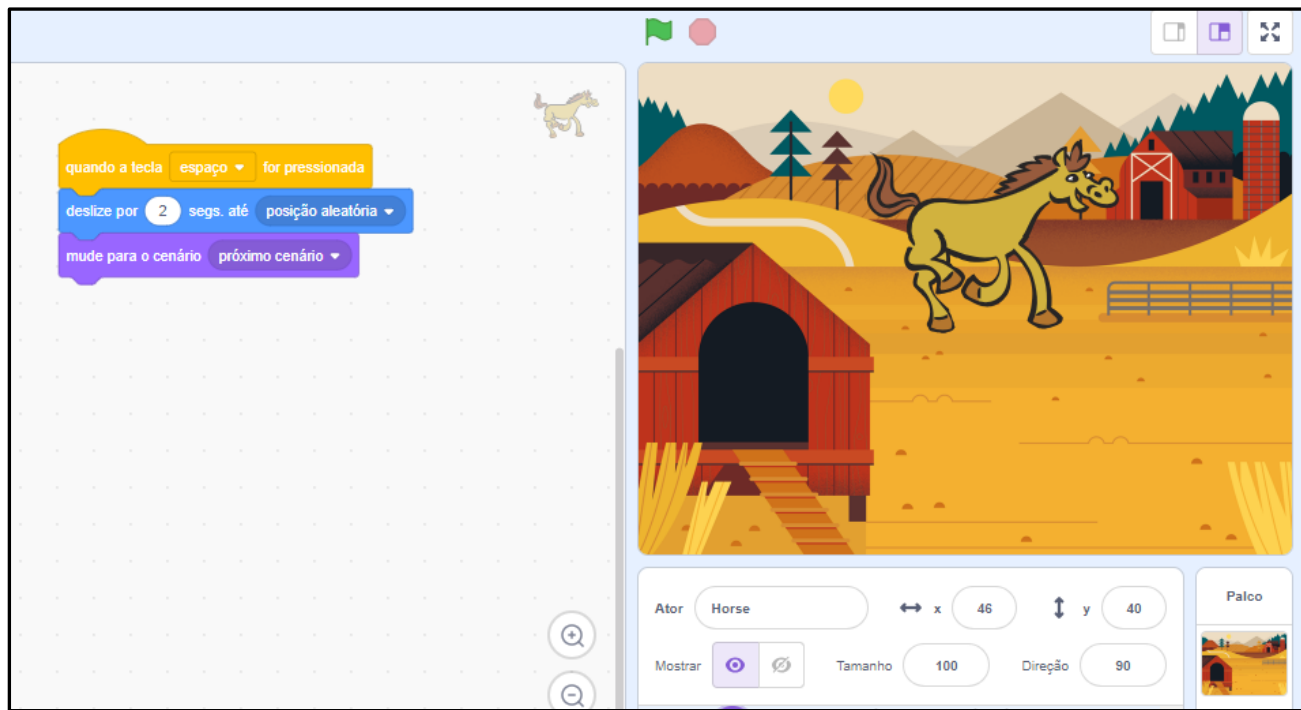 quando a tecla espaço for pressionada
deslize por 2 segs. até posição aleatória
mude para o cenário próximo cenário
Ator Horse x 46 y 40
Mostrar Tamanho 100 Direção 90
Palco